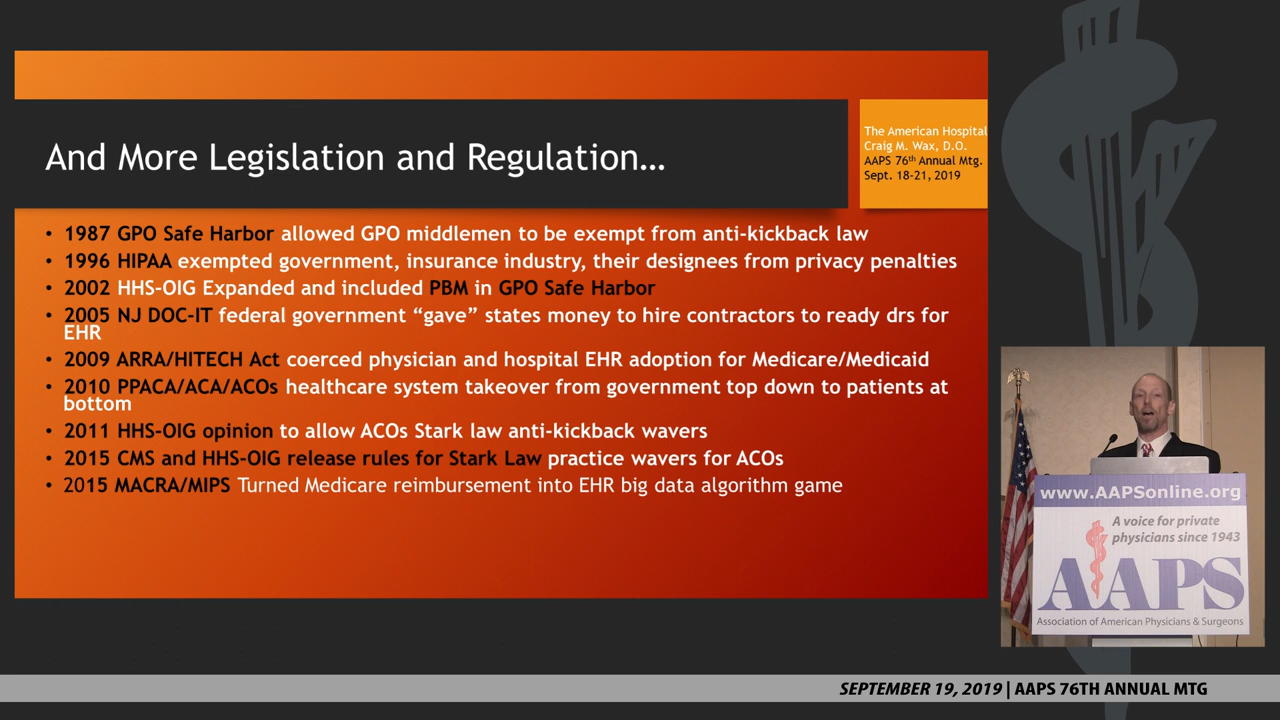 And More Legislation and Regulation…
The American Hospital
Craig M. Wax, D.O.
AAPS 76th Annual Mtg.
Sept. 18-21, 2019
• 1987 GPO Safe Harbor allowed GPO middlemen to be exempt from anti-kickback law
• 1996 HIPAA exempted government, insurance industry, their designees from privacy penalties
• 2002 HHS-OIG Expanded and included PBM in GPO Safe Harbor
• 2005 NJ DOC-IT federal government “gave” states money to hire contractors to ready drs for
EHR
• 2009 ARRA/HITECH Act coerced physician and hospital EHR adoption for Medicare/Medicaid
• 2010 PPACA/ACA/ACOs healthcare system takeover from government top down to patients at
bottom
• 2011 HHS-OIG opinion to allow ACOs Stark law anti-kickback wavers
• 2015 CMS and HHS-OIG release rules for Stark Law practice wavers for ACOs
• 2015 MACRA/MIPS Turned Medicare reimbursement into EHR big data algorithm game
www.AAPSonline.org
A voice for private
physicians since 1943
AAPS
Association of American Physicians & Surgeons
SEPTEMBER 19, 2019 | AAPS 76TH ANNUAL MTG